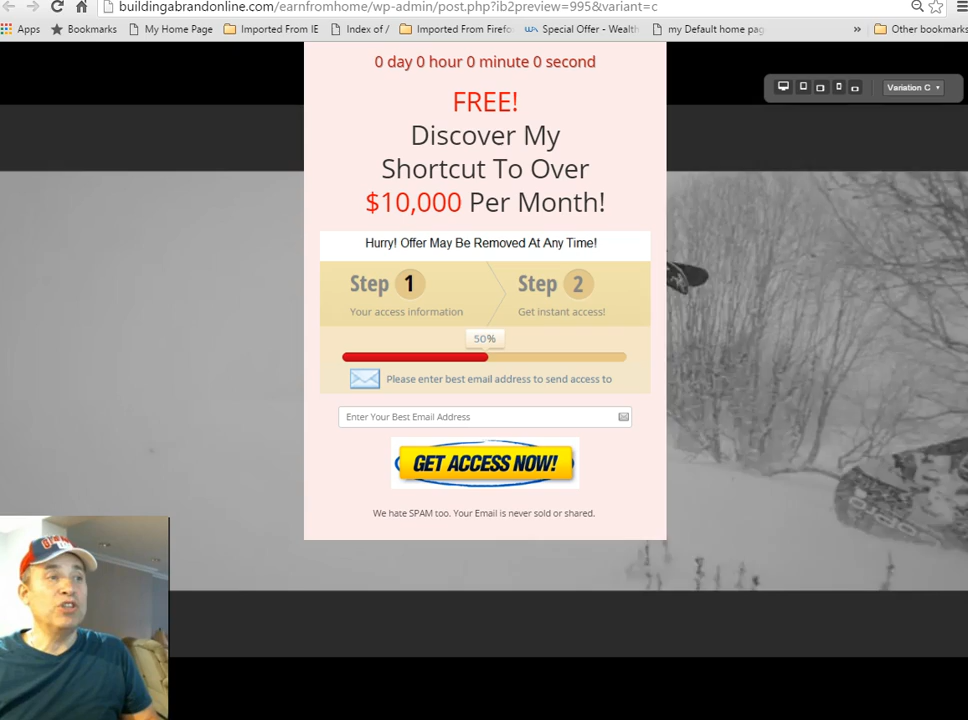 buildingabrandonline.com/earnfromhome/wp-admin/post.php?ib2preview=995&variant=c
Apps Bookmarks My Home Page Imported From IE Index of / Imported From Firefo Special Offer - Wealth my Default home pag » Other bookmarks
0 day 0 hour 0 minute 0 second
Variation C
FREE!
Discover My
Shortcut To Over
$10,000 Per Month!
Hurry! Offer May Be Removed At Any Time!
Step 1 Step 2
Your access information Get instant access!
50%
Please enter best email address to send access to
Enter Your Best Email Address
GET ACCESS NOW!
We hate SPAM too. Your Email is never sold or shared.